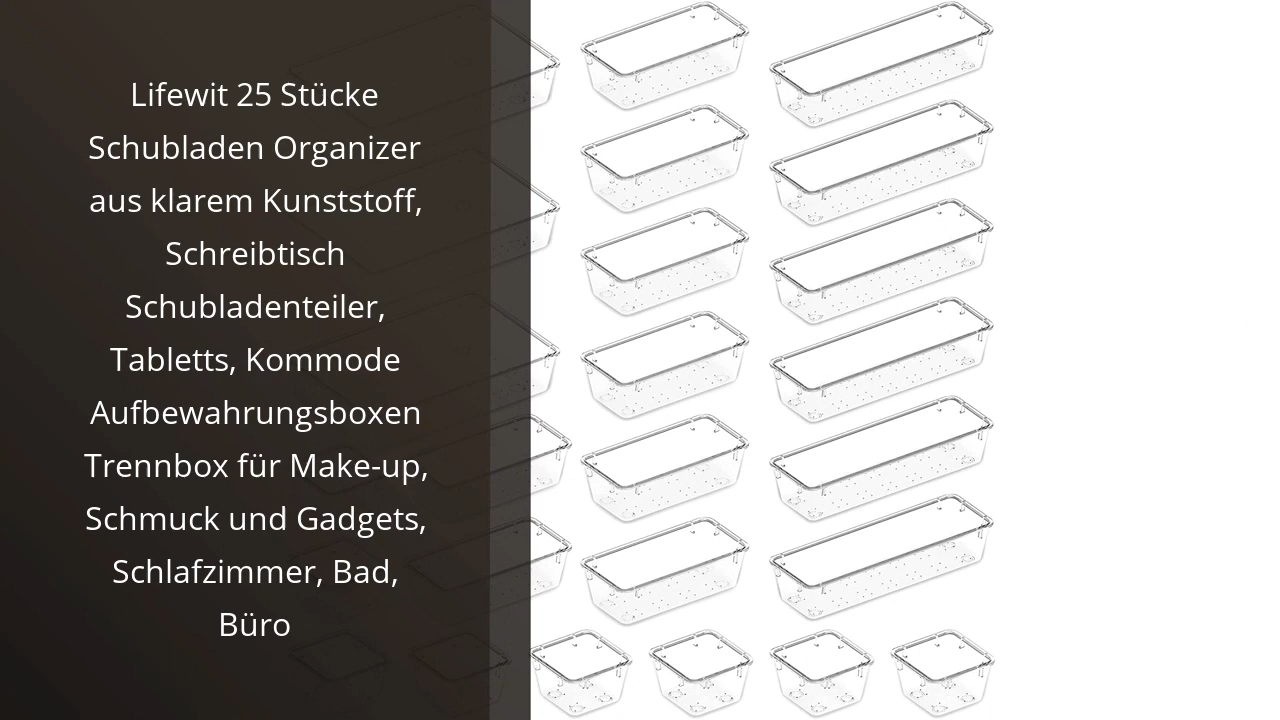 Lifewit 25 Stücke
Schubladen Organizer
aus klarem Kunststoff,
Schreibtisch
Schubladenteiler,
Tabletts, Kommode
Aufbewahrungsboxen
Trennbox für Make-up,
Schmuck und Gadgets,
Schlafzimmer, Bad,
Büro